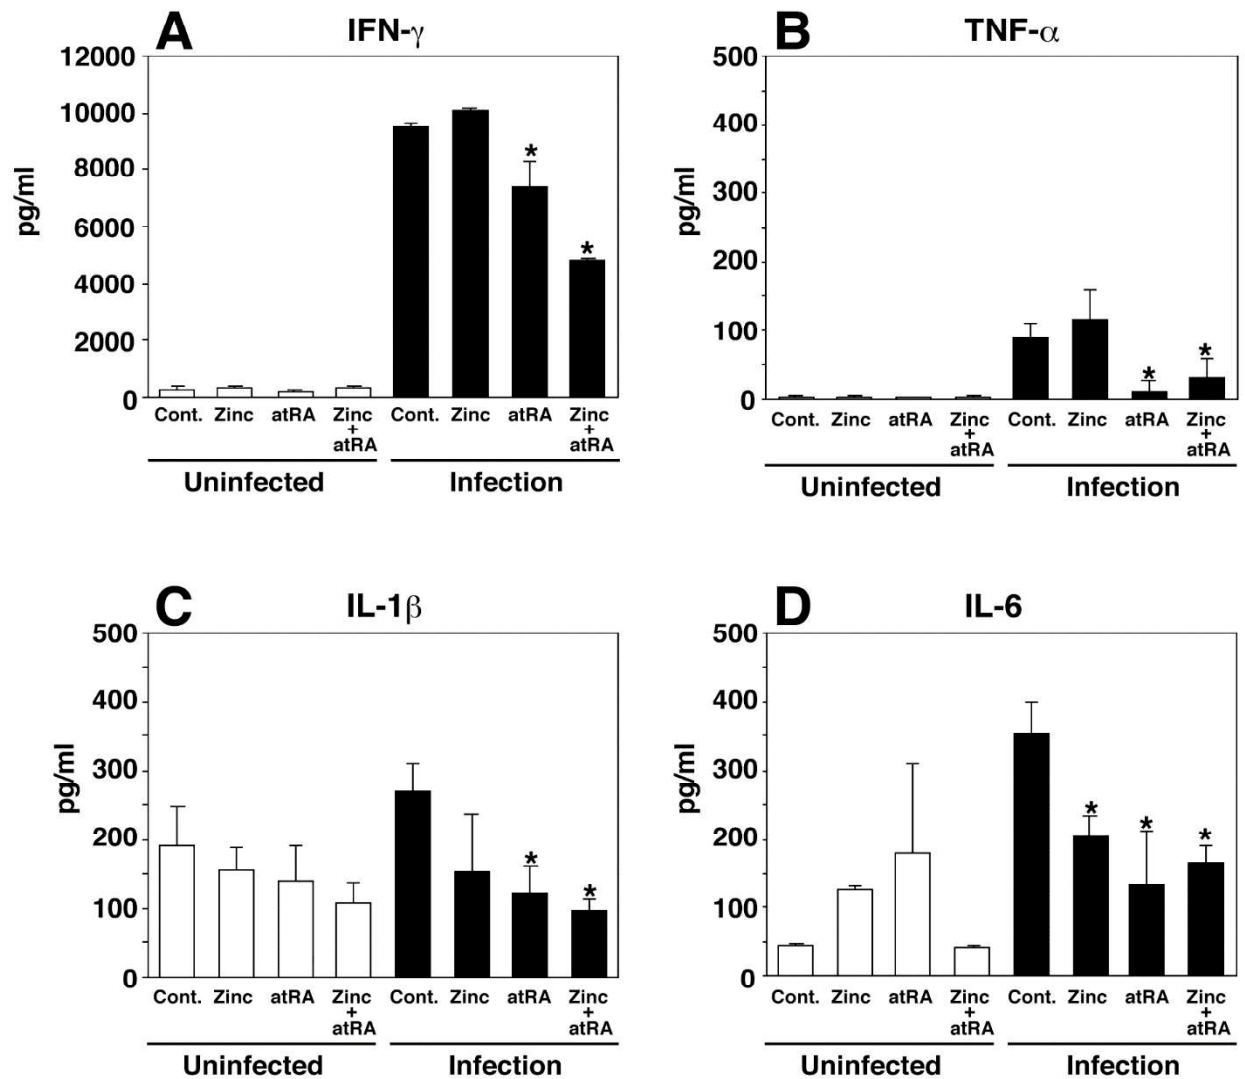 A
IFN-γ
12000
10000
8000
6000
4000
2000
0
pg/ml
*
*
Cont. Zinc atRA Zinc Cont. Zinc atRA Zinc
+ +
atRA atRA
Uninfected Infection
B
TNF-α
500
400
300
200
100
0
pg/ml
*
*
Cont. Zinc atRA Zinc Cont. Zinc atRA Zinc
+ +
atRA atRA
Uninfected Infection
C
IL-1β
500
400
300
200
100
0
pg/ml
*
*
Cont. Zinc atRA Zinc Cont. Zinc atRA Zinc
+ +
atRA atRA
Uninfected Infection
D
IL-6
500
400
300
200
100
0
pg/ml
*
*
*
Cont. Zinc atRA Zinc Cont. Zinc atRA Zinc
+ +
atRA atRA
Uninfected Infection